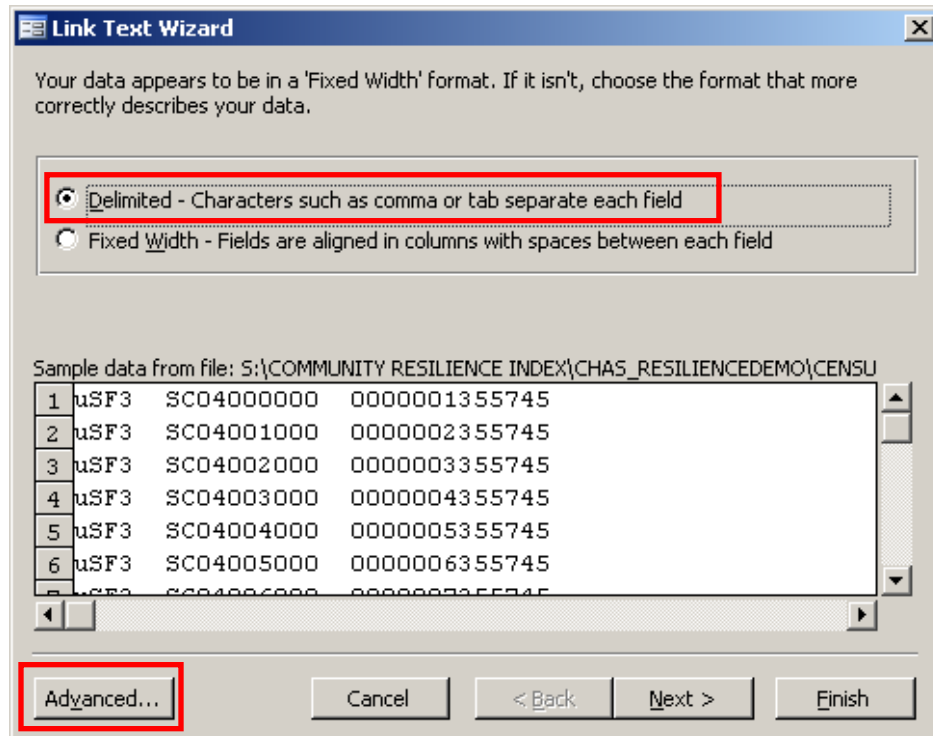 Link Text Wizard
Your data appears to be in a 'Fixed Width' format. If it isn't, choose the format that more
correctly describes your data.
Delimited - Characters such as comma or tab separate each field
Fixed Width - Fields are aligned in columns with spaces between each field
Sample data from file: S:\COMMUNITY RESILIENCE INDEX\CHAS_RESILIENCEDEMO\CENSU
1 uSF3 SC04000000 0000001355745
2 uSF3 SC04001000 0000002355745
3 uSF3 SC04002000 0000003355745
4 uSF3 SC04003000 0000004355745
5 uSF3 SC04004000 0000005355745
6 uSF3 SC04005000 0000006355745
Advanced... Cancel < Back Next > Finish